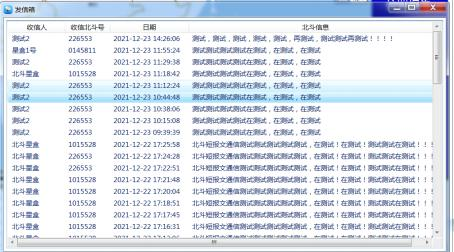 发信箱
收信人 收信北斗号 日期 北斗信息
测试2 226553 2021-12-23 14:26:06 测试，测试，测试，测试，测试，再测试，测试测试再测试！！！！
星盒1号 0145811 2021-12-23 11:55:24 测试测试测试测试在测试，在测试，在测试
测试2 226553 2021-12-23 11:29:38 测试测试测试测试在测试，在测试，在测试
北斗星盒 1015528 2021-12-23 11:18:42 测试测试测试测试在测试，在测试，在测试
测试2 226553 2021-12-23 11:12:24 测试测试测试测试在测试，在测试，在测试
测试2 226553 2021-12-23 10:44:48 测试测试测试测试在测试，在测试，在测试
测试2 226553 2021-12-23 10:38:06 测试测试测试测试在测试，在测试，在测试
测试2 226553 2021-12-23 10:15:08 测试测试测试测试在测试，在测试，在测试
测试2 226553 2021-12-23 09:39:39 测试测试测试测试在测试，在测试，在测试
北斗星盒 1015528 2021-12-22 17:25:58 北斗短报文通信测试测试测试测试测试，在测试！在测试！测试测试在测试！！
北斗星盒 226553 2021-12-22 17:24:28 北斗短报文通信测试测试测试测试测试，在测试！在测试！测试测试在测试！！
北斗星盒 226553 2021-12-22 17:22:51 北斗短报文通信测试测试测试测试测试，在测试！在测试！测试测试在测试！！
北斗星盒 1015528 2021-12-22 17:21:48 北斗短报文通信测试测试测试测试测试，在测试！在测试！测试测试在测试！！
北斗星盒 1015528 2021-12-22 17:20:04 北斗短报文通信测试测试测试测试测试，在测试！在测试！测试测试在测试！！
北斗星盒 1015528 2021-12-22 17:18:51 北斗短报文通信测试测试测试测试测试，在测试！在测试！测试测试在测试！！
北斗星盒 1015528 2021-12-22 17:17:45 北斗短报文通信测试测试测试测试测试，在测试！在测试！测试测试在测试！！
北斗星盒 1015528 2021-12-22 17:16:31 北斗短报文通信测试测试测试测试测试，在测试！在测试！测试测试在测试！！